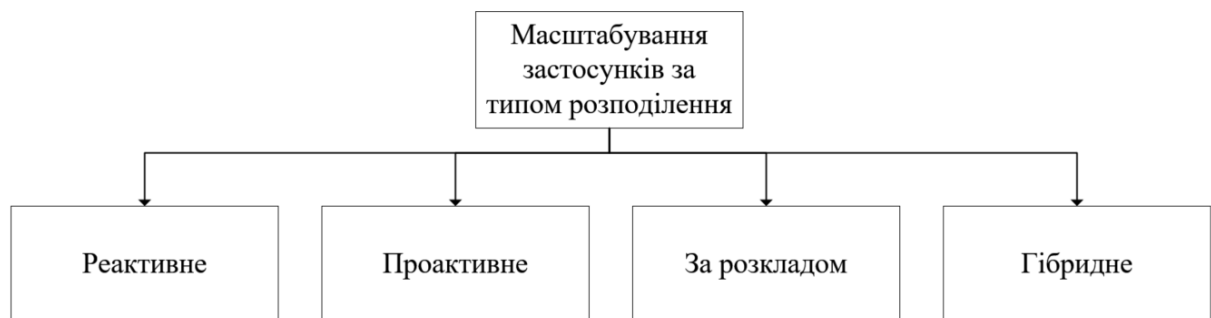 Масштабування
застосунків за
типом розподілення
Реактивне
Проактивне
За розкладом
Гібридне